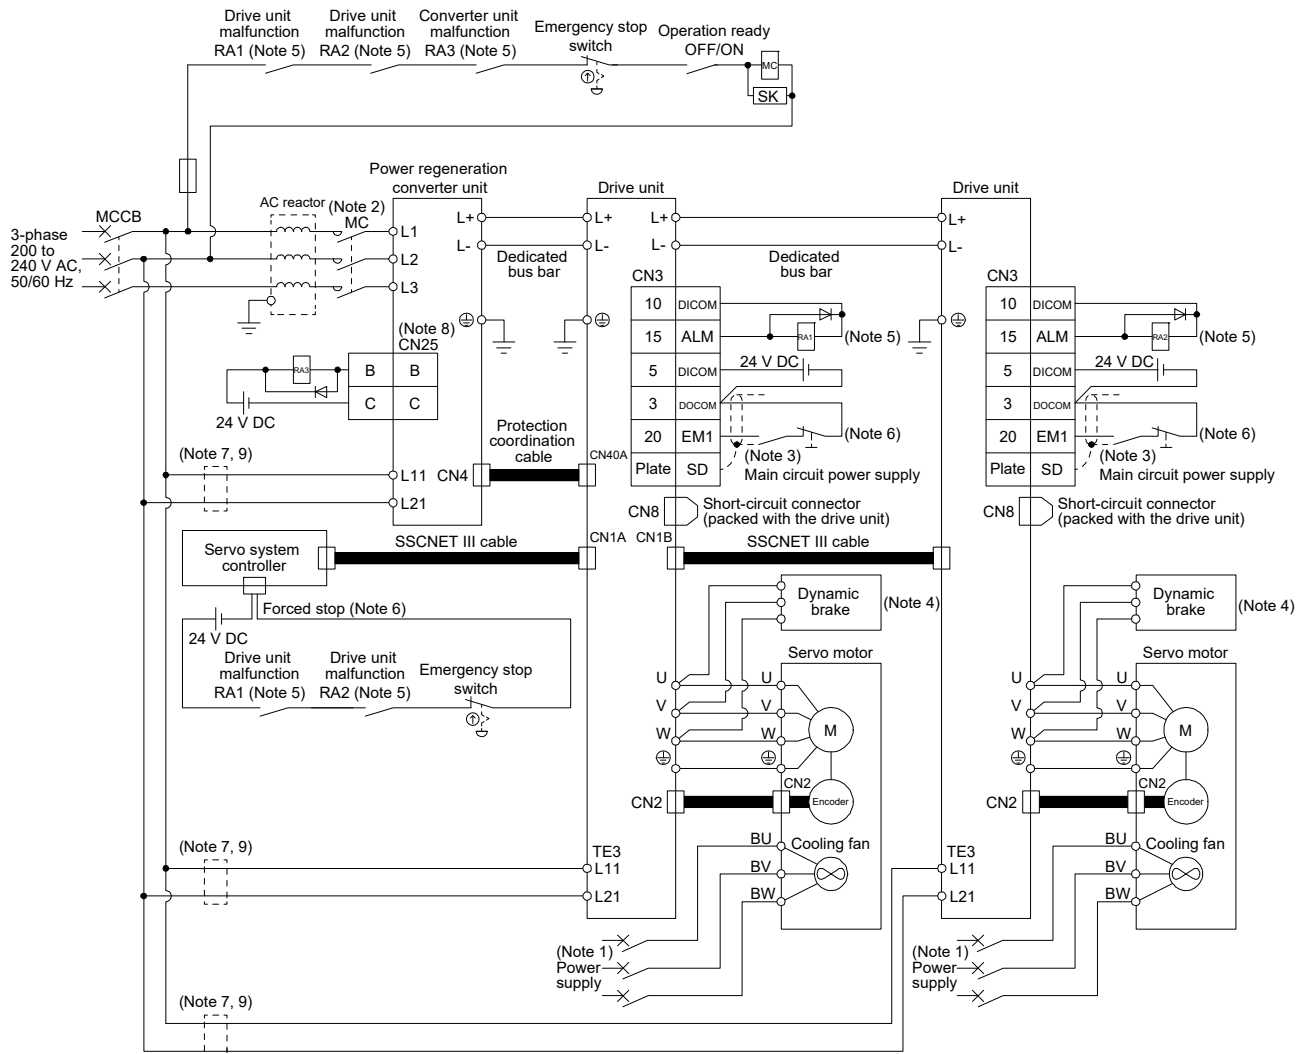 Drive unit
malfunction
RA1 (Note 5)
Drive unit
malfunction
RA2 (Note 5)
Converter unit
malfunction
RA3 (Note 5)
Emergency stop
switch
Operation ready
OFF/ON
MC
SK
Power regeneration
converter unit
Drive unit
Drive unit
MCCB
AC reactor
(Note 2)
MC
3-phase
200 to
240 V AC,
50/60 Hz
L1
L2
L3
L+
L-
L+
L-
Dedicated
bus bar
L+
L-
Dedicated
bus bar
L+
L-
(Note 8)
CN25
B
B
C
C
RA3
24 V DC
CN3
10
DICOM
15
ALM
5
DICOM
3
DOCOM
20
EM1
Plate
SD
RA1
(Note 5)
24 V DC
(Note 6)
(Note 3)
Main circuit power supply
CN3
10
DICOM
15
ALM
5
DICOM
3
DOCOM
20
EM1
Plate
SD
RA2
(Note 5)
24 V DC
(Note 6)
(Note 3)
Main circuit power supply
Protection
coordination
cable
(Note 7, 9)
L11
L21
CN4
CN40A
CN8
Short-circuit connector
(packed with the drive unit)
CN8
Short-circuit connector
(packed with the drive unit)
Servo system
controller
SSCNET III cable
CN1A
CN1B
SSCNET III cable
Forced stop (Note 6)
24 V DC
Drive unit
malfunction
RA1 (Note 5)
Drive unit
malfunction
RA2 (Note 5)
Emergency stop
switch
Dynamic
brake
(Note 4)
Dynamic
brake
(Note 4)
Servo motor
U
V
W
U
V
W
M
CN2
CN2
Encoder
Servo motor
U
V
W
U
V
W
M
CN2
CN2
Encoder
Cooling fan
BU
BV
BW
Cooling fan
BU
BV
BW
(Note 7, 9)
TE3
L11
L21
TE3
L11
L21
(Note 1)
Power
supply
(Note 1)
Power
supply
(Note 7, 9)